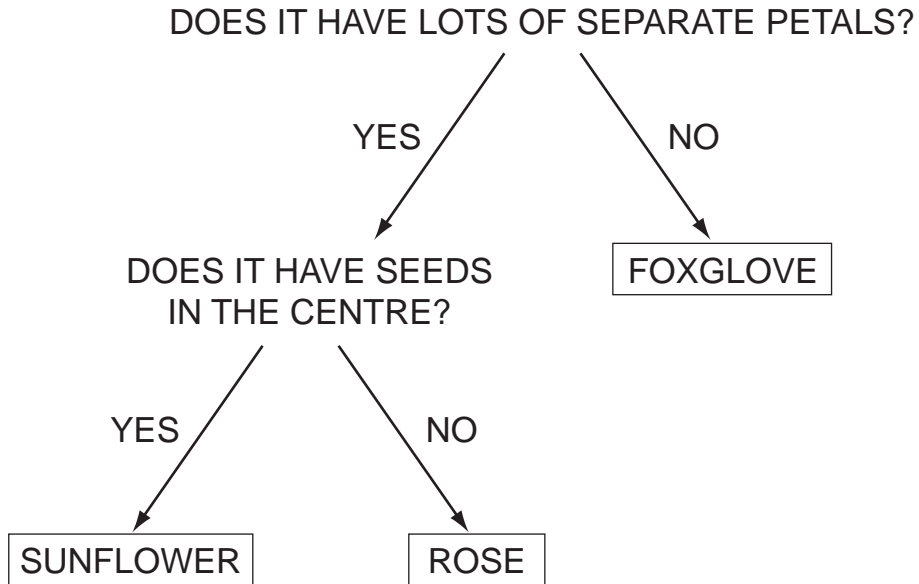 DOES IT HAVE LOTS OF SEPARATE PETALS?
YES
NO
DOES IT HAVE SEEDS
IN THE CENTRE?
FOXGLOVE
YES
NO
SUNFLOWER
ROSE